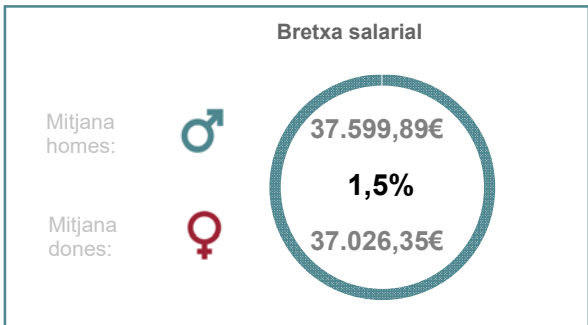 Bretxa salarial
Mitjana
homes:
37.599,89€
1,5%
Mitjana
dones:
37.026,35€